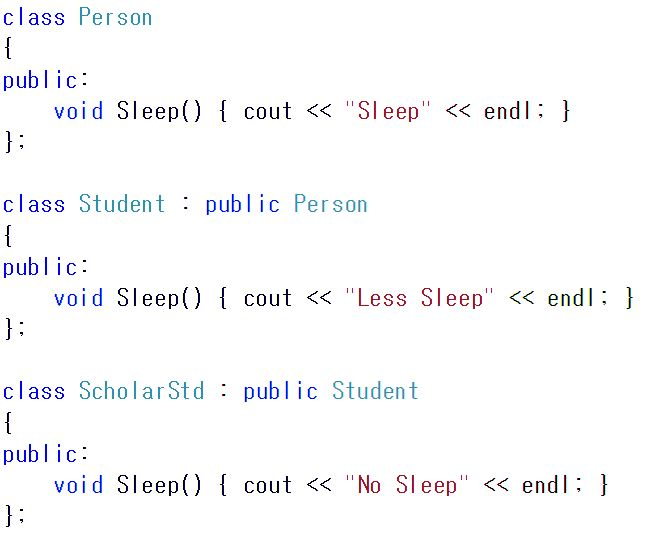 class Person
{
public:
    void Sleep() { cout << "Sleep" << endl; }
};

class Student : public Person
{
public:
    void Sleep() { cout << "Less Sleep" << endl; }
};

class ScholarStd : public Student
{
public:
    void Sleep() { cout << "No Sleep" << endl; }
};